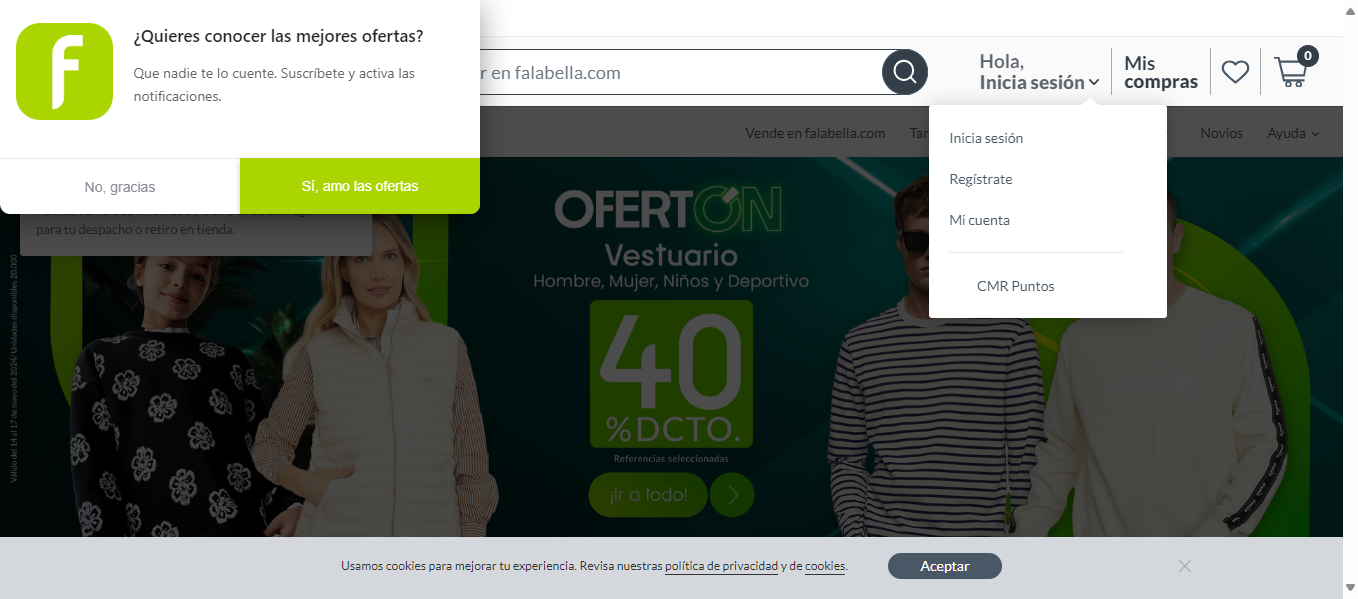 ¿Quieres conocer las mejores ofertas?
Que nadie te lo cuente. Suscríbete y activa las
notificaciones.
No, gracias
Sí, amo las ofertas
r en falabella.com
Hola,
Inicia sesión
Mis
compras
0
Vende en falabella.com
Novios
Ayuda
Inicia sesión
Regístrate
Mi cuenta
CMR Puntos
para tu despacho o retiro en tienda.
OFERTÓN
Vestuario
Hombre, Mujer, Niños y Deportivo
40
%DCTO.
Referencias seleccionadas
¡Ir a todo!
Válido del 14 al 17 de mayo del 2024/ Unidades disponibles 20.000
Usamos cookies para mejorar tu experiencia. Revisa nuestras política de privacidad y de cookies.
Aceptar